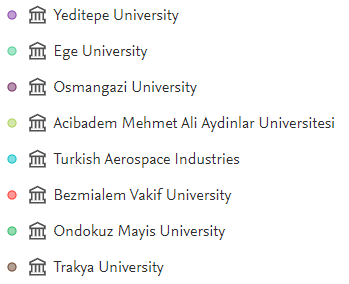 Yeditepe University
Ege University
Osmangazi University
Acibadem Mehmet Ali Aydinlar Universitesi
Turkish Aerospace Industries
Bezmialem Vakif University
Ondokuz Mayis University
Trakya University